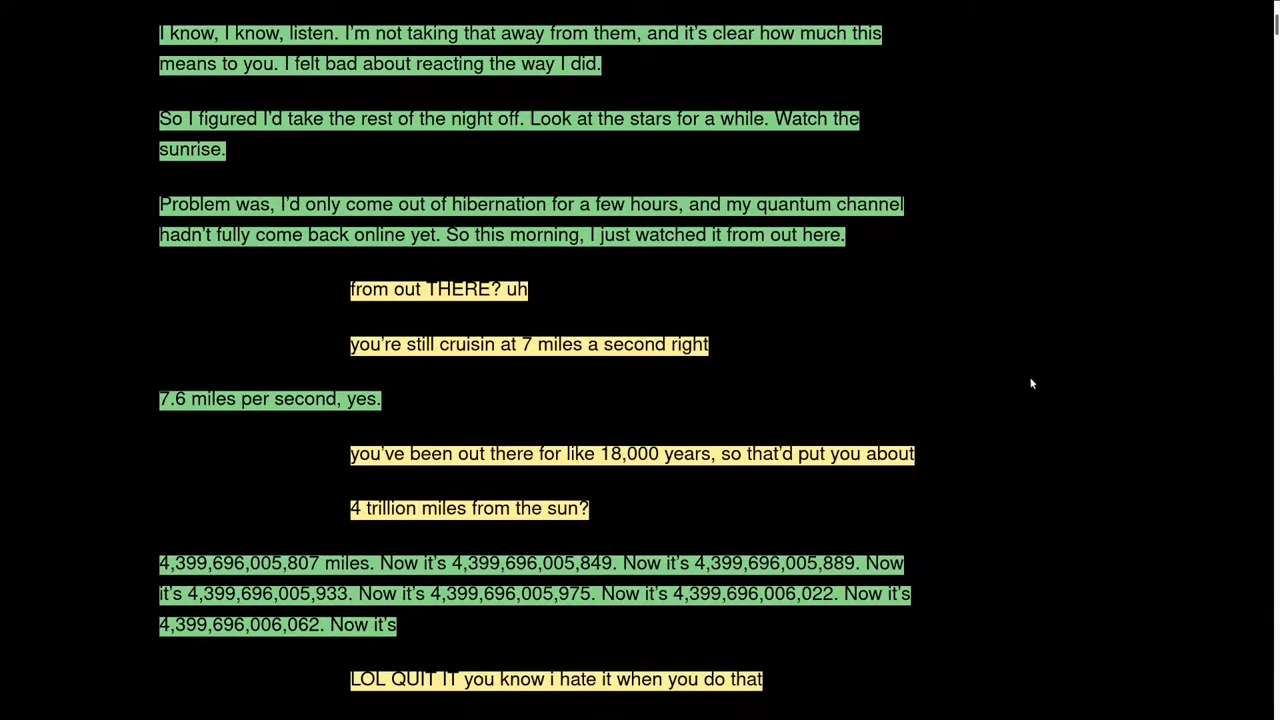 I know, I know, listen. I’m not taking that away from them, and it’s clear how much this
means to you. I felt bad about reacting the way I did.
So I figured I’d take the rest of the night off. Look at the stars for a while. Watch the
sunrise.
Problem was, I’d only come out of hibernation for a few hours, and my quantum channel
hadn’t fully come back online yet. So this morning, I just watched it from out here.
from out THERE? uh
you’re still cruisin at 7 miles a second right
7.6 miles per second, yes.
you’ve been out there for like 18,000 years, so that’d put you about
4 trillion miles from the sun?
4,399,696,005,807 miles. Now it’s 4,399,696,005,849. Now it’s 4,399,696,005,889. Now
it’s 4,399,696,005,933. Now it’s 4,399,696,005,975. Now it’s 4,399,696,006,022. Now it’s
4,399,696,006,062. Now it’s
LOL QUIT IT you know i hate it when you do that